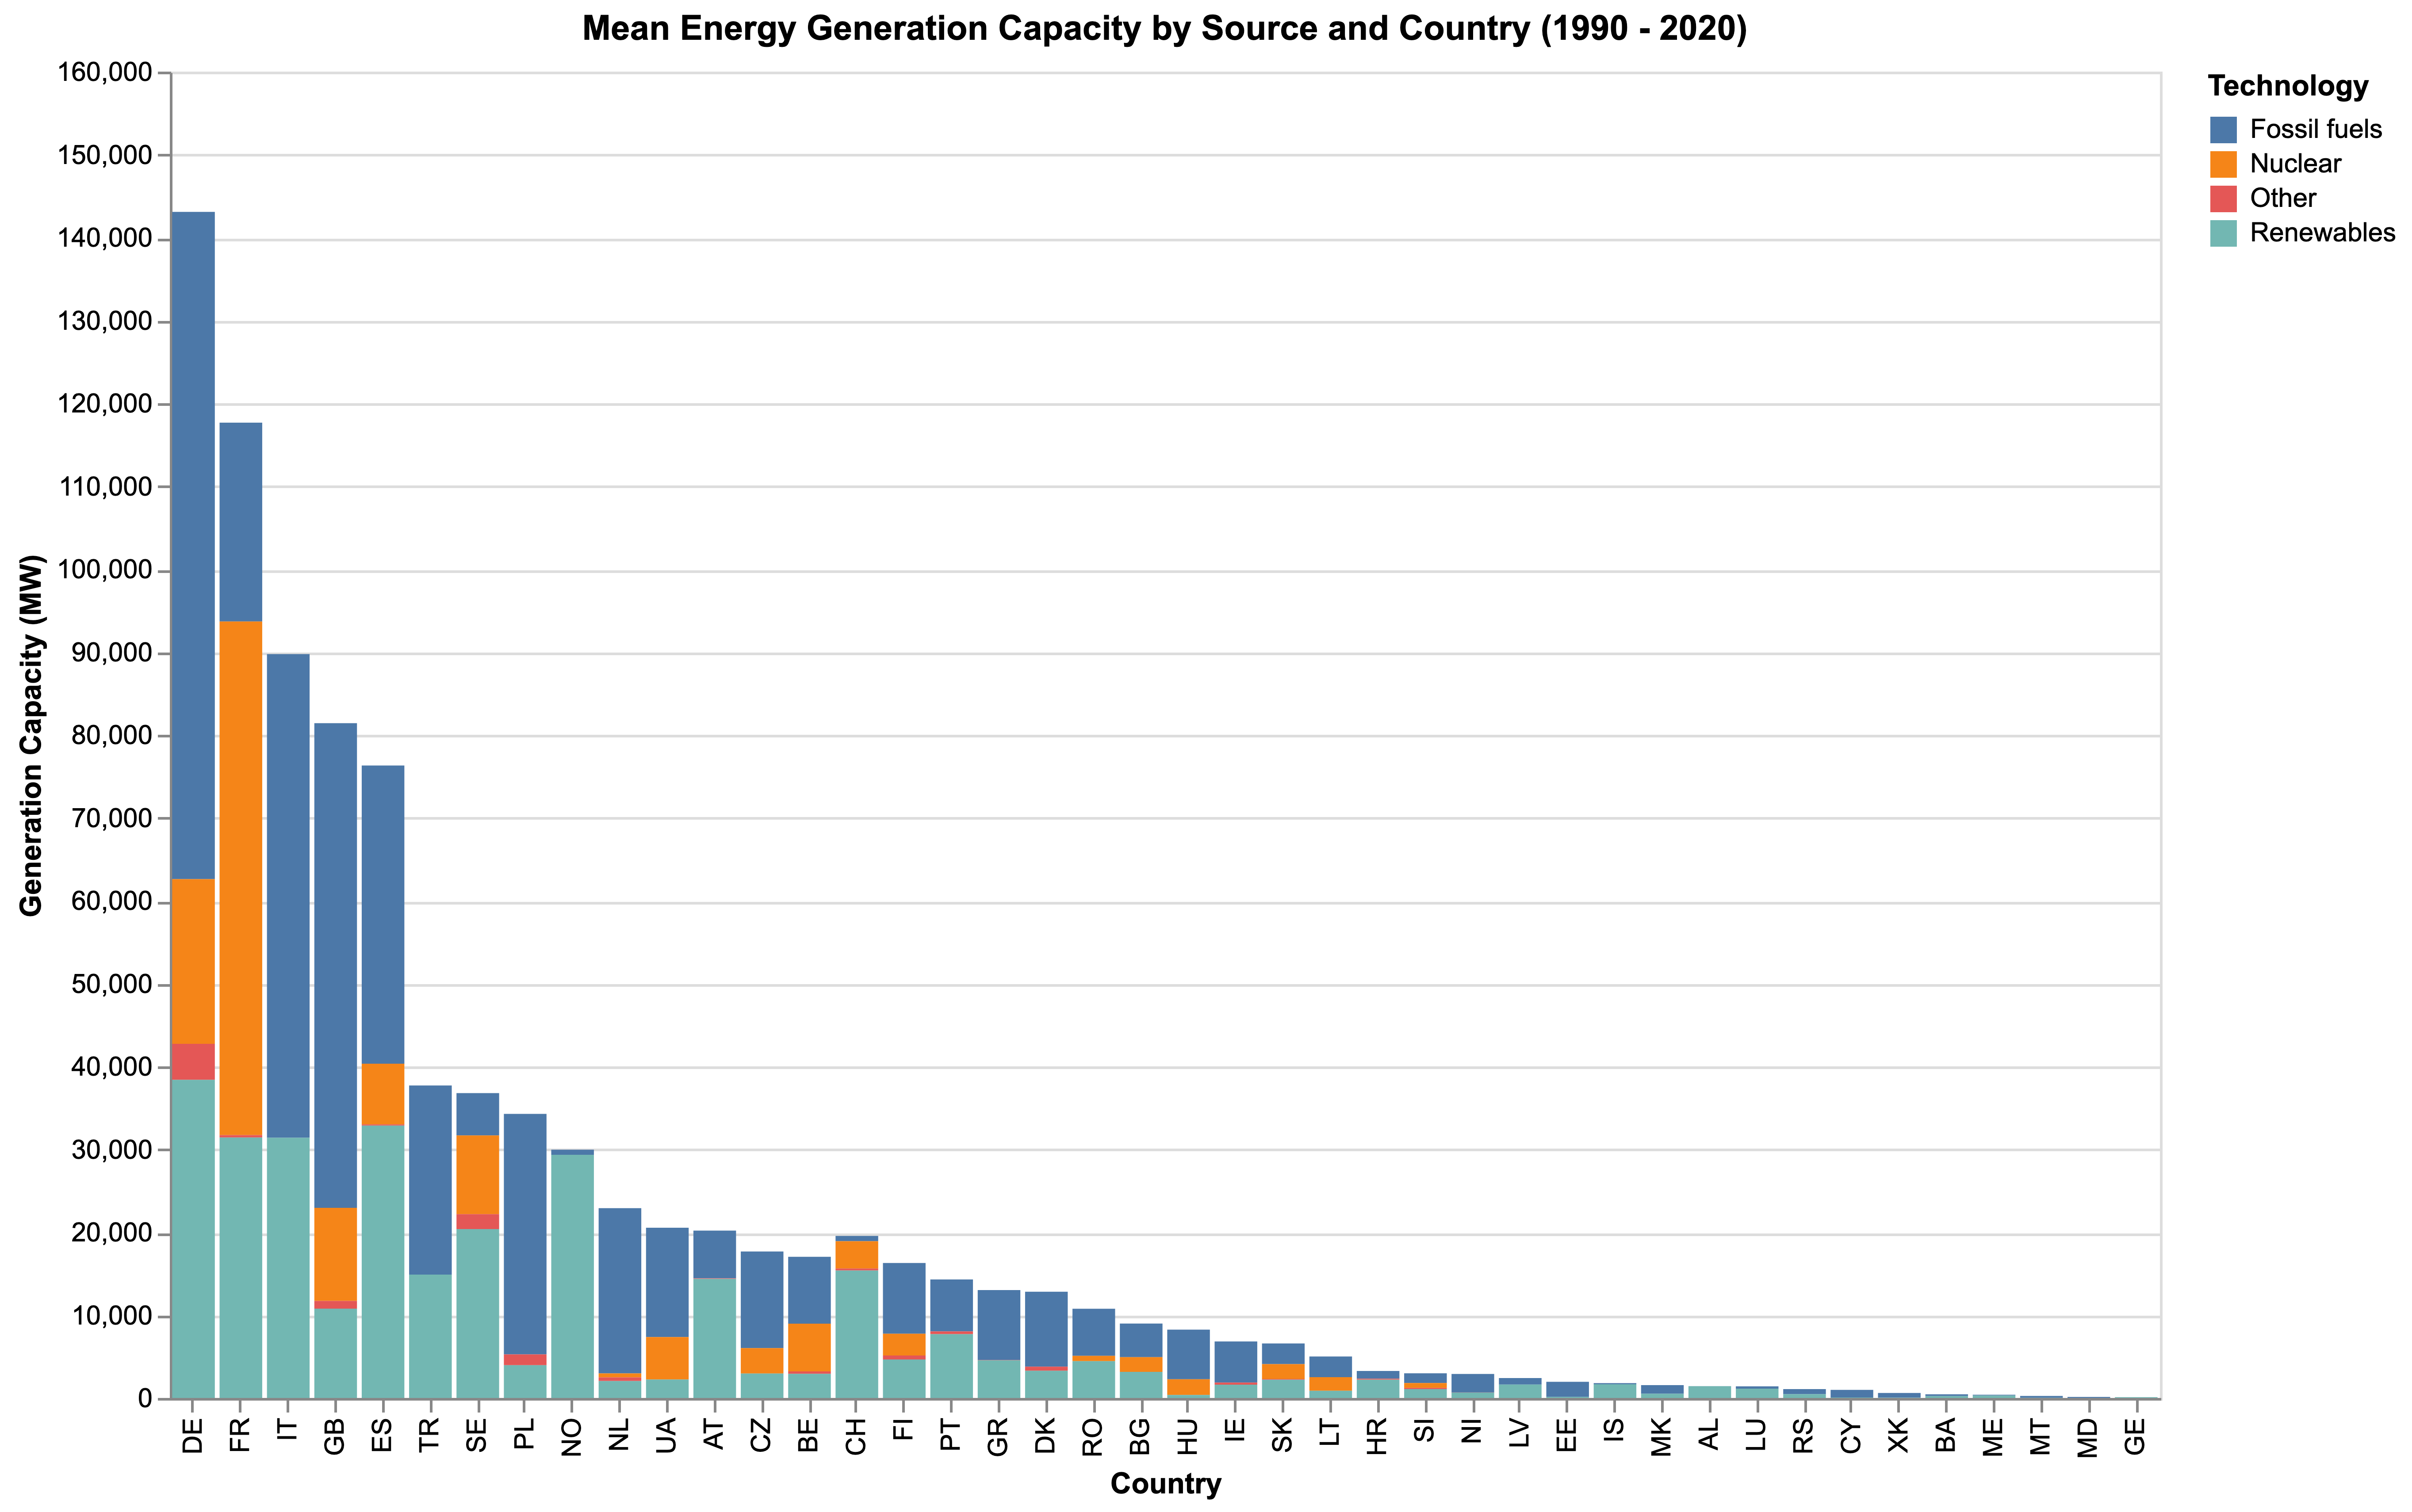 Mean Energy Generation Capacity by Source and Country (1990 - 2020)
Technology
Fossil fuels
Nuclear
Other
Renewables
Generation Capacity (MW)
160,000
150,000
140,000
130,000
120,000
110,000
100,000
90,000
80,000
70,000
60,000
50,000
40,000
30,000
20,000
10,000
0
DE FR IT GB ES TR SE PL NO NL UA AT CZ BE CH FI PT GR DK RO BG HU IE SK LT HR SI NI LV EE IS MK AL LU RS CY XK BA ME MT MD GE
Country